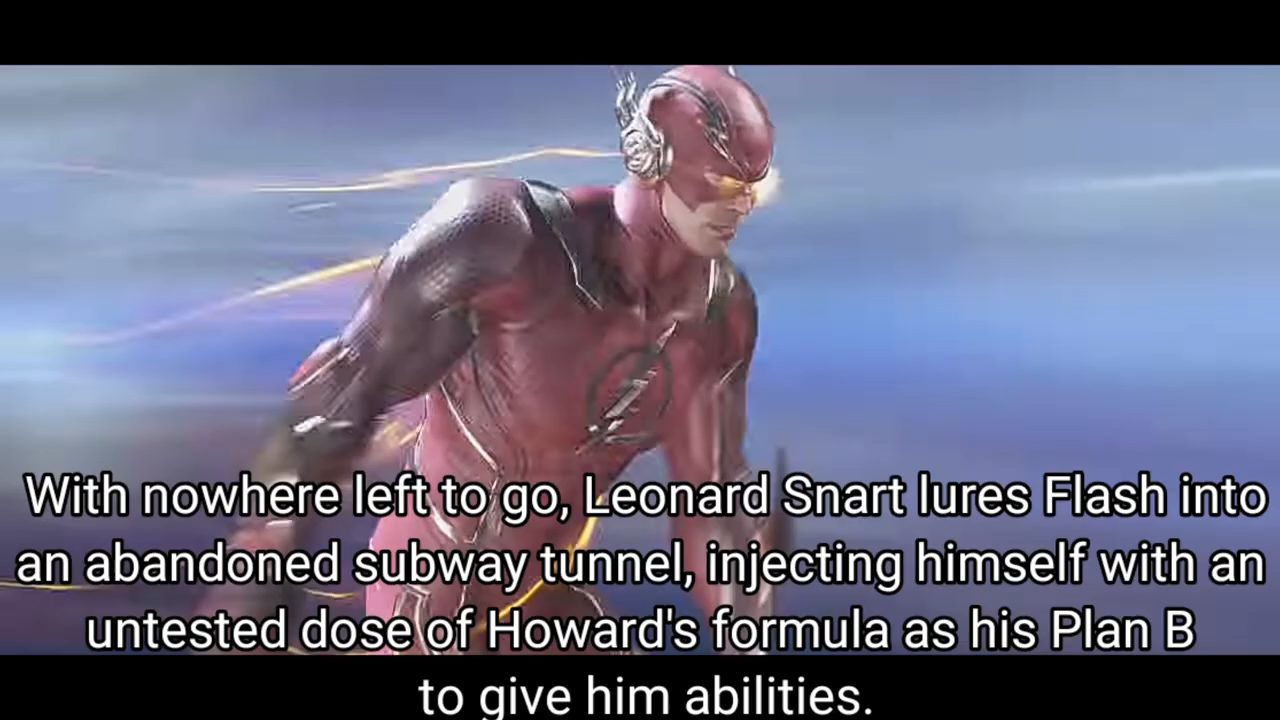 With nowhere left to go, Leonard Snart lures Flash into
an abandoned subway tunnel, injecting himself with an
untested dose of Howard's formula as his Plan B
to give him abilities.